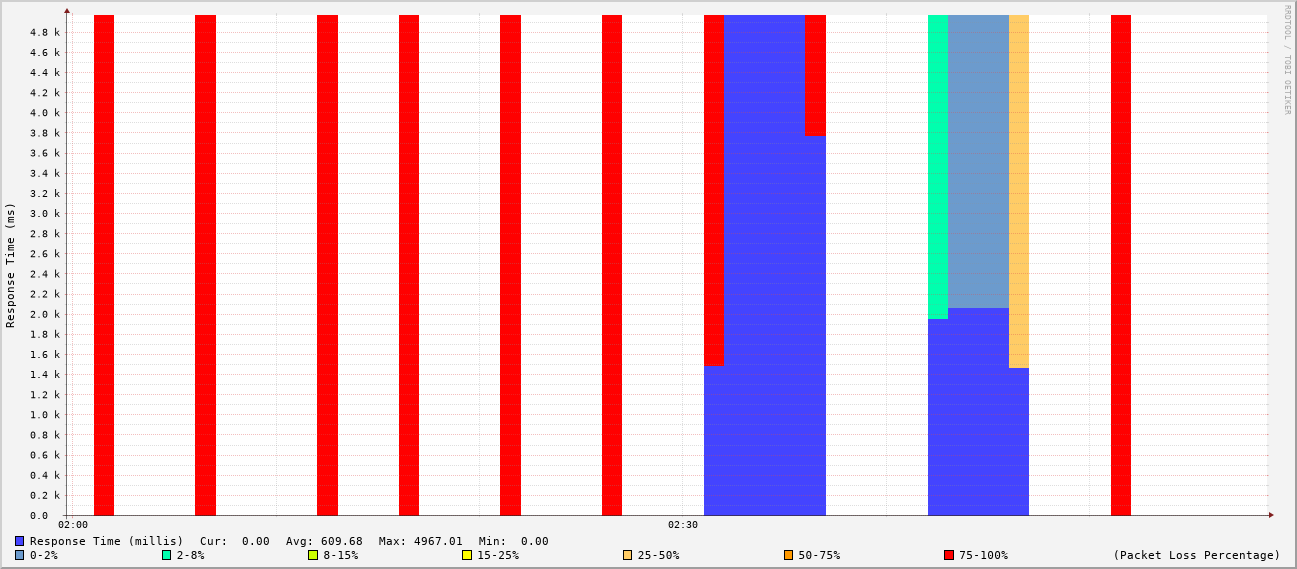 RRDTOOL / TOBI OETIKER
Response Time (ms)
4.8 k
4.6 k
4.4 k
4.2 k
4.0 k
3.8 k
3.6 k
3.4 k
3.2 k
3.0 k
2.8 k
2.6 k
2.4 k
2.2 k
2.0 k
1.8 k
1.6 k
1.4 k
1.2 k
1.0 k
0.8 k
0.6 k
0.4 k
0.2 k
0.0
02:00 02:30
Response Time (millis) Cur: 0.00 Avg: 609.68 Max: 4967.01 Min: 0.00
0-2% 2-8% 8-15% 15-25% 25-50% 50-75% 75-100% (Packet Loss Percentage)